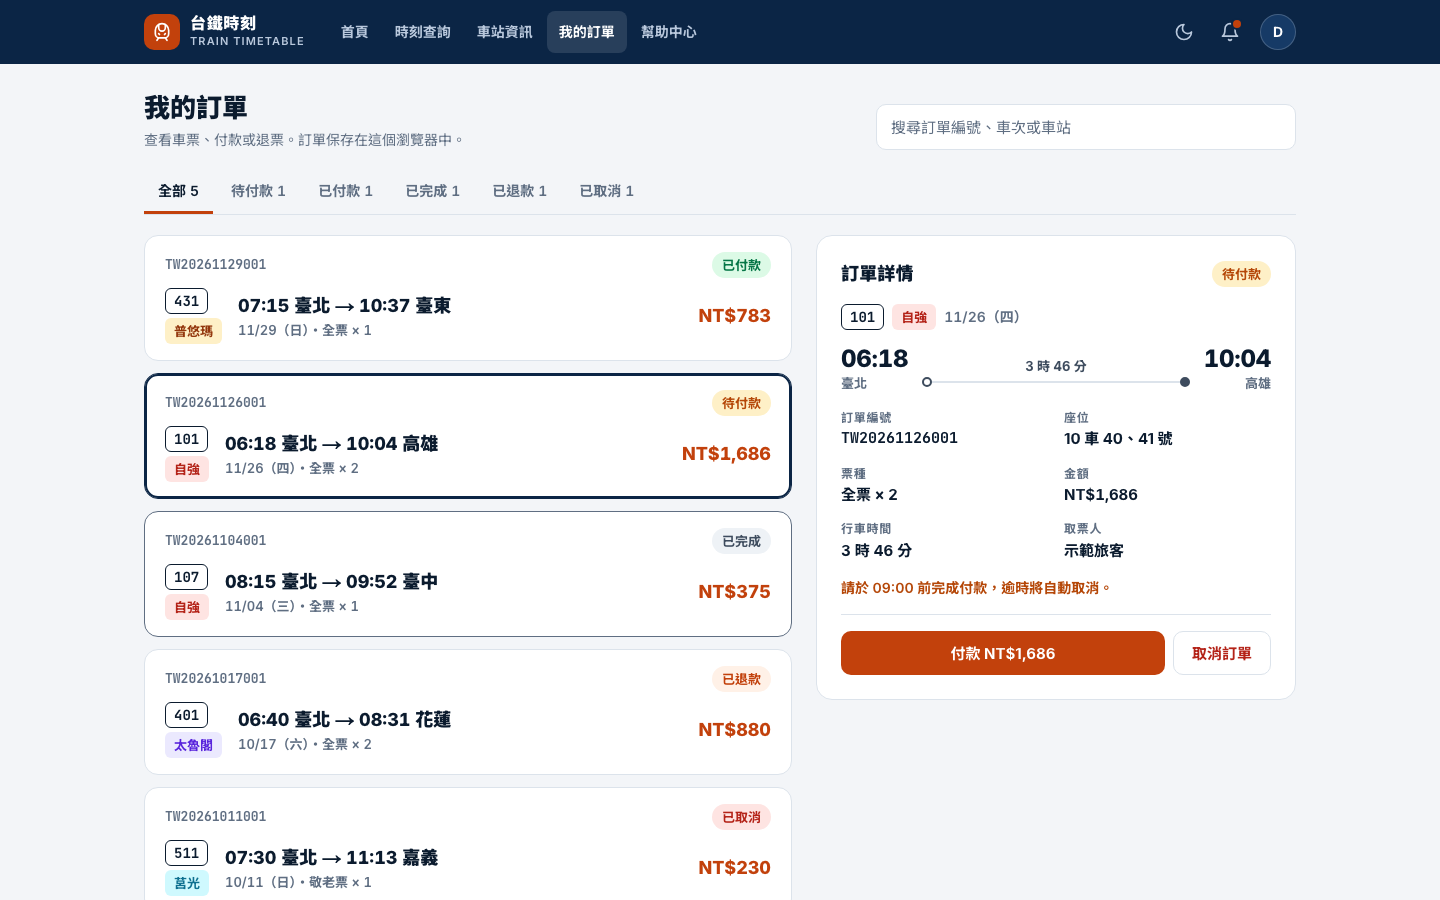 台鐵時刻
TRAIN TIMETABLE
首頁
時刻查詢
車站資訊
我的訂單
幫助中心
D
我的訂單
查看車票、付款或退票。訂單保存在這個瀏覽器中。
搜尋訂單編號、車次或車站
全部 5
待付款 1
已付款 1
已完成 1
已退款 1
已取消 1
TW20261129001
已付款
431
普悠瑪
07:15 臺北 → 10:37 臺東
11/29（日）・全票 × 1
NT$783
TW20261126001
待付款
101
自強
06:18 臺北 → 10:04 高雄
11/26（四）・全票 × 2
NT$1,686
TW20261104001
已完成
107
自強
08:15 臺北 → 09:52 臺中
11/04（三）・全票 × 1
NT$375
TW20261017001
已退款
401
太魯閣
06:40 臺北 → 08:31 花蓮
10/17（六）・全票 × 2
NT$880
TW20261011001
已取消
511
莒光
07:30 臺北 → 11:13 嘉義
10/11（日）・敬老票 × 1
NT$230
訂單詳情
待付款
101
自強
11/26（四）
06:18
臺北
3 時 46 分
10:04
高雄
訂單編號
TW20261126001
座位
10 車 40、41 號
票種
全票 × 2
金額
NT$1,686
行車時間
3 時 46 分
取票人
示範旅客
請於 09:00 前完成付款，逾時將自動取消。
付款 NT$1,686
取消訂單